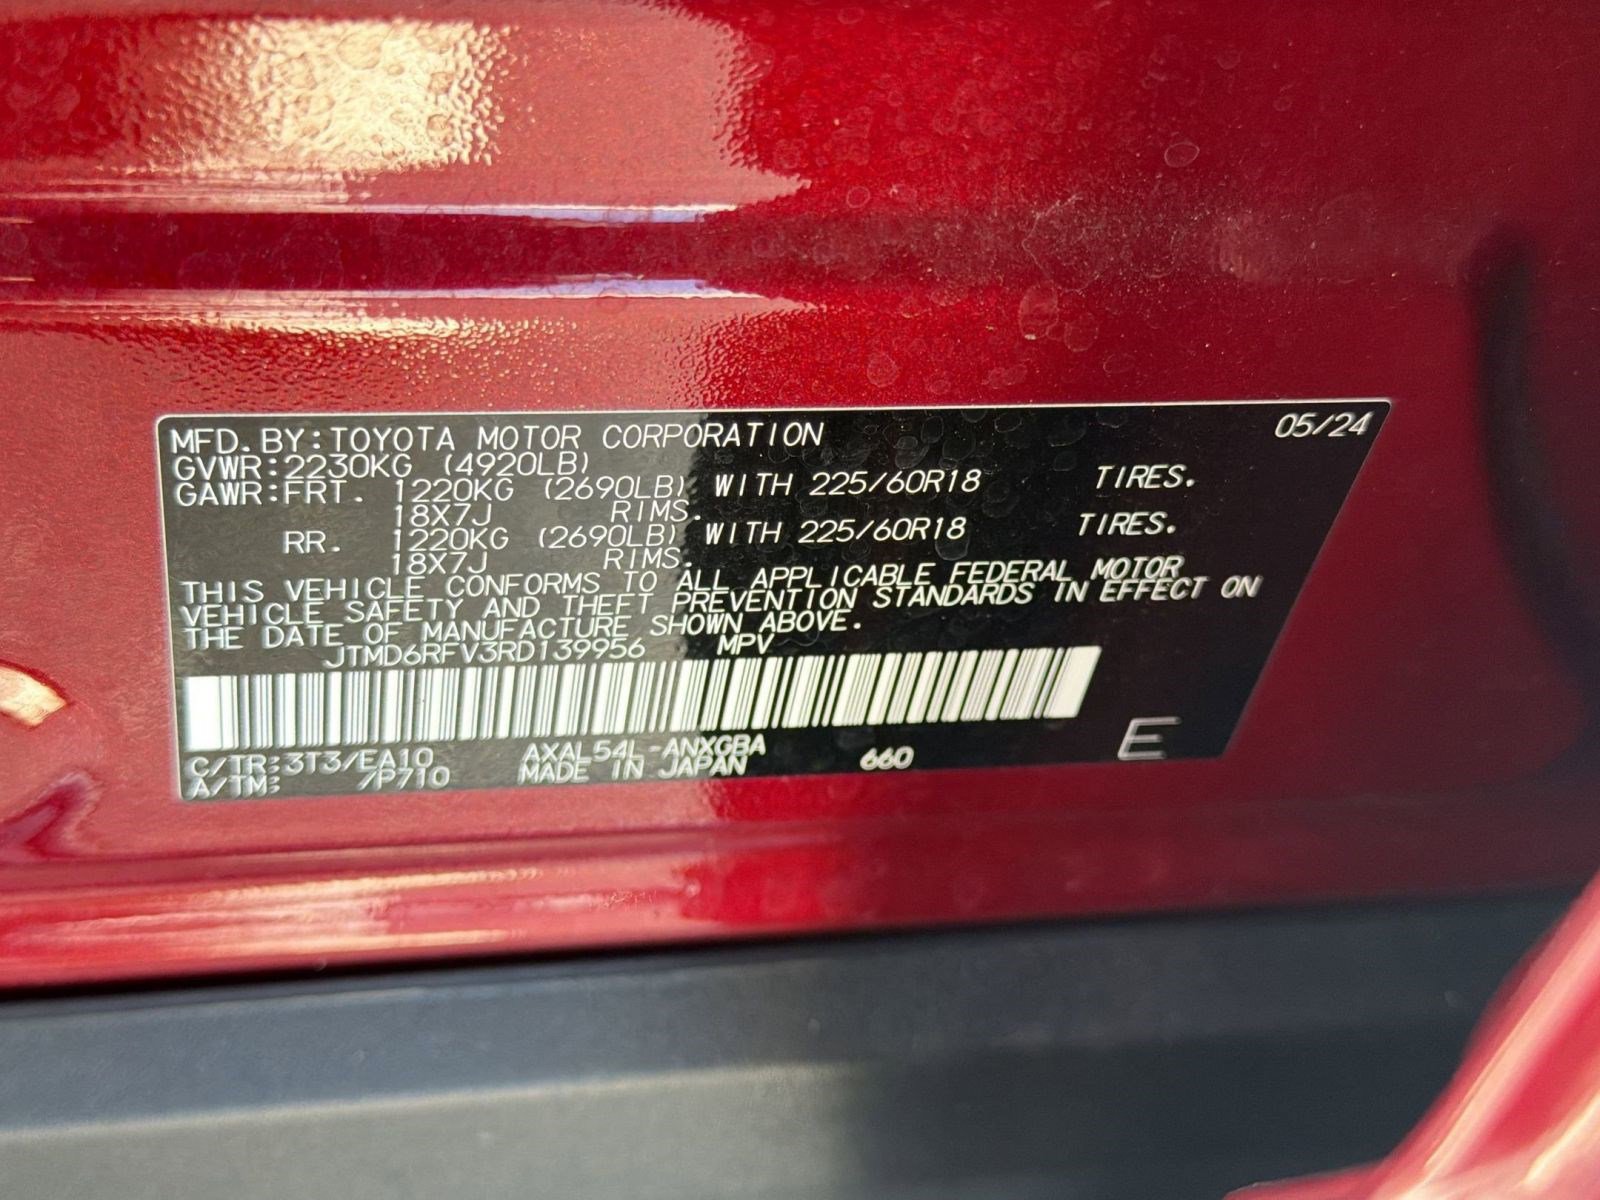 MFD. BY: TOYOTA MOTOR CORPORATION 05/24
GVWR: 2230KG (4920LB)
GAWR: FRT. 1220KG (2690LB) WITH 225/60R18 TIRES.
18X7J RIMS.
RR. 1220KG (2690LB) WITH 225/60R18 TIRES.
18X7J RIMS.
THIS VEHICLE CONFORMS TO ALL APPLICABLE FEDERAL MOTOR
VEHICLE SAFETY AND THEFT PREVENTION STANDARDS IN EFFECT ON
THE DATE OF MANUFACTURE SHOWN ABOVE.
JTMD6RFV3RD139956 MPV
C/TR: 3T3/EA10 AXAL54L-ANXGBA 660 E
A/TM: /P710 MADE IN JAPAN